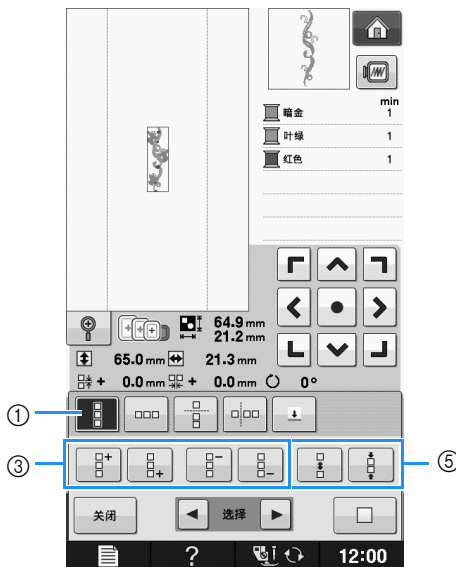 min
暗金 1
叶绿 1
红色 1
64.9 mm
21.2 mm
65.0 mm 21.3 mm
+ 0.0 mm + 0.0 mm 0°
①
③
⑤
关闭 选择
? 12:00